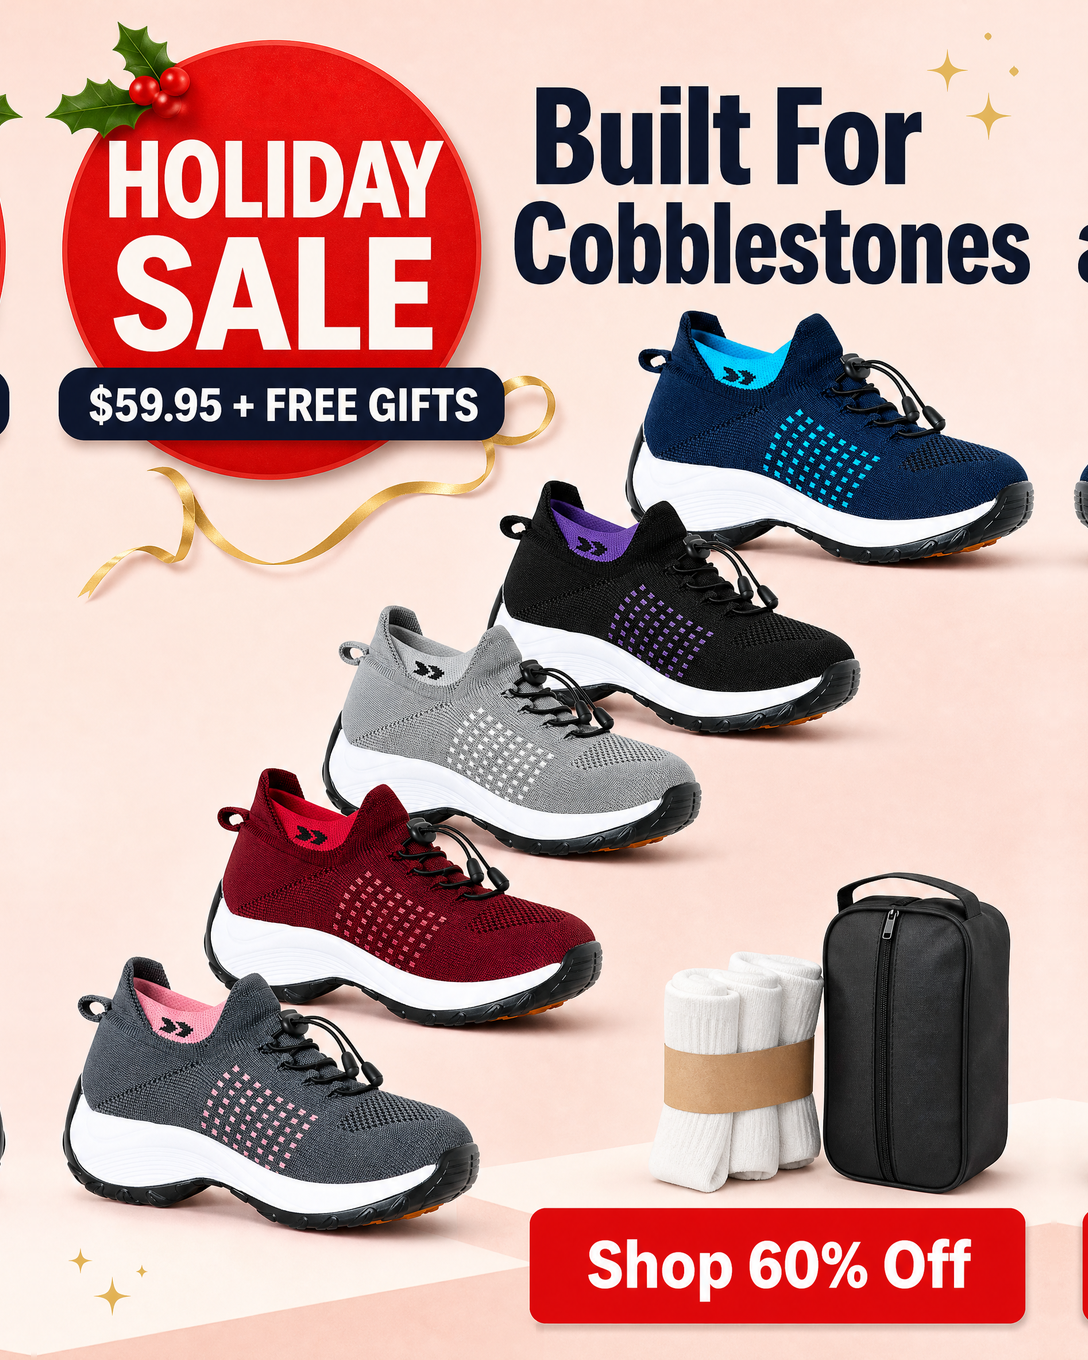 HOLIDAY
SALE
$59.95 + FREE GIFTS
Built For
Cobblestones
Shop 60% Off